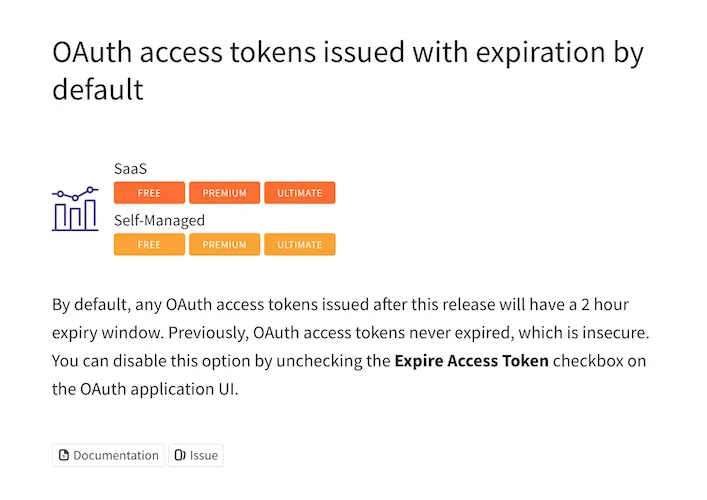 OAuth access tokens issued with expiration by
default
SaaS
FREE PREMIUM ULTIMATE
Self-Managed
FREE PREMIUM ULTIMATE
By default, any OAuth access tokens issued after this release will have a 2 hour
expiry window. Previously, OAuth access tokens never expired, which is insecure.
You can disable this option by unchecking the Expire Access Token checkbox on
the OAuth application UI.
Documentation Issue